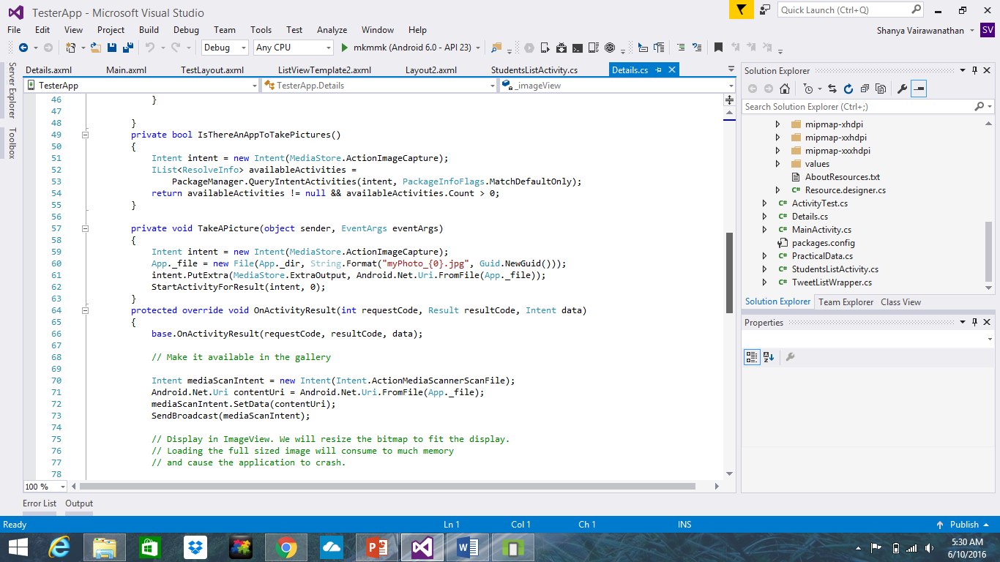 TesterApp - Microsoft Visual Studio
Quick Launch (Ctrl+Q)
File Edit View Project Build Debug Team Tools Test Analyze Window Help
Shanya Vairawanathan SV
Debug Any CPU mkmmk (Android 6.0 - API 23)
Server Explorer
Toolbox
Details.axml Main.axml TestLayout.axml ListViewTemplate2.axml Layout2.axml StudentsListActivity.cs Details.cs
TesterApp TesterApp.Details _imageView
46 }
47
48 }
49 private bool IsThereAnAppToTakePictures()
50 {
51 Intent intent = new Intent(MediaStore.ActionImageCapture);
52 IList<ResolveInfo> availableActivities =
53 PackageManager.QueryIntentActivities(intent, PackageInfoFlags.MatchDefaultOnly);
54 return availableActivities != null && availableActivities.Count > 0;
55 }
56
57 private void TakeAPicture(object sender, EventArgs eventArgs)
58 {
59 Intent intent = new Intent(MediaStore.ActionImageCapture);
60 App._file = new File(App._dir, String.Format("myPhoto_{0}.jpg", Guid.NewGuid()));
61 intent.PutExtra(MediaStore.ExtraOutput, Android.Net.Uri.FromFile(App._file));
62 StartActivityForResult(intent, 0);
63 }
64 protected override void OnActivityResult(int requestCode, Result resultCode, Intent data)
65 {
66 base.OnActivityResult(requestCode, resultCode, data);
67
68 // Make it available in the gallery
69
70 Intent mediaScanIntent = new Intent(Intent.ActionMediaScannerScanFile);
71 Android.Net.Uri contentUri = Android.Net.Uri.FromFile(App._file);
72 mediaScanIntent.SetData(contentUri);
73 SendBroadcast(mediaScanIntent);
74
75 // Display in ImageView. We will resize the bitmap to fit the display.
76 // Loading the full sized image will consume to much memory
77 // and cause the application to crash.
78
100 %
Error List Output
Solution Explorer
Search Solution Explorer (Ctrl+;)
mipmap-xhdpi
mipmap-xxhdpi
mipmap-xxxhdpi
values
AboutResources.txt
C# Resource.designer.cs
C# ActivityTest.cs
C# Details.cs
C# MainActivity.cs
packages.config
C# PracticalData.cs
C# StudentsListActivity.cs
C# TweetListWrapper.cs
Solution Explorer Team Explorer Class View
Properties
Ready Ln 1 Col 1 Ch 1 INS Publish
5:30 AM
6/10/2016